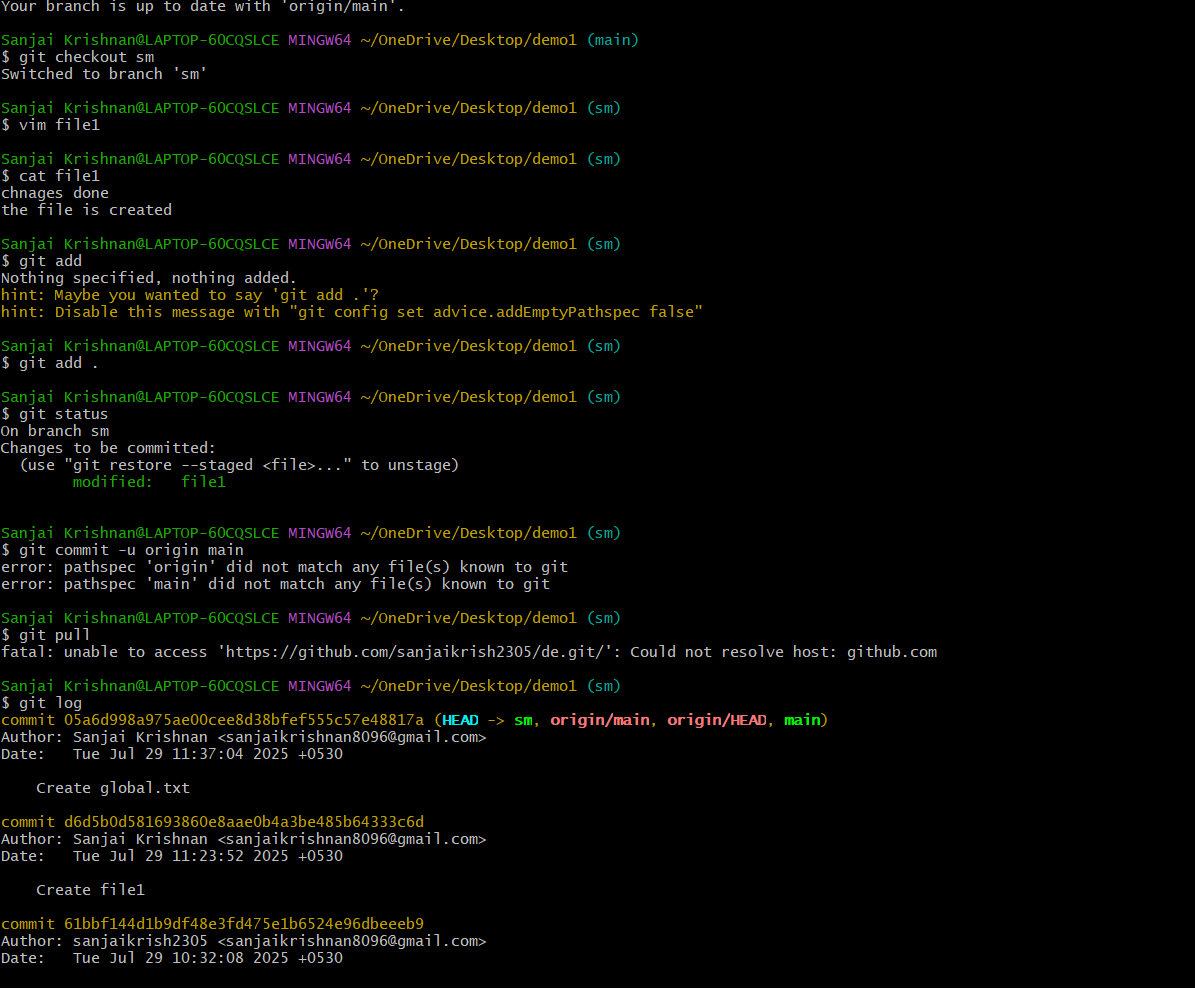 Your branch is up to date with 'origin/main'.
Sanjai Krishnan@LAPTOP-6OCQSLCE MINGW64 ~/OneDrive/Desktop/demo1 (main)
$ git checkout sm
Switched to branch 'sm'
Sanjai Krishnan@LAPTOP-6OCQSLCE MINGW64 ~/OneDrive/Desktop/demo1 (sm)
$ vim file1
Sanjai Krishnan@LAPTOP-6OCQSLCE MINGW64 ~/OneDrive/Desktop/demo1 (sm)
$ cat file1
chnages done
the file is created
Sanjai Krishnan@LAPTOP-6OCQSLCE MINGW64 ~/OneDrive/Desktop/demo1 (sm)
$ git add
Nothing specified, nothing added.
hint: Maybe you wanted to say 'git add .'?
hint: Disable this message with "git config set advice.addEmptyPathspec false"
Sanjai Krishnan@LAPTOP-6OCQSLCE MINGW64 ~/OneDrive/Desktop/demo1 (sm)
$ git add .
Sanjai Krishnan@LAPTOP-6OCQSLCE MINGW64 ~/OneDrive/Desktop/demo1 (sm)
$ git status
On branch sm
Changes to be committed:
  (use "git restore --staged <file>..." to unstage)
        modified:   file1
Sanjai Krishnan@LAPTOP-6OCQSLCE MINGW64 ~/OneDrive/Desktop/demo1 (sm)
$ git commit -u origin main
error: pathspec 'origin' did not match any file(s) known to git
error: pathspec 'main' did not match any file(s) known to git
Sanjai Krishnan@LAPTOP-6OCQSLCE MINGW64 ~/OneDrive/Desktop/demo1 (sm)
$ git pull
fatal: unable to access 'https://github.com/sanjaikrish2305/de.git/': Could not resolve host: github.com
Sanjai Krishnan@LAPTOP-6OCQSLCE MINGW64 ~/OneDrive/Desktop/demo1 (sm)
$ git log
commit 05a6d998a975ae00cee8d38bfef555c57e48817a (HEAD -> sm, origin/main, origin/HEAD, main)
Author: Sanjai Krishnan <sanjaikrishnan8096@gmail.com>
Date:   Tue Jul 29 11:37:04 2025 +0530
    Create global.txt
commit d6d5b0d581693860e8aae0b4a3be485b64333c6d
Author: Sanjai Krishnan <sanjaikrishnan8096@gmail.com>
Date:   Tue Jul 29 11:23:52 2025 +0530
    Create file1
commit 61bbf144d1b9df48e3fd475e1b6524e96dbeeeb9
Author: sanjaikrish2305 <sanjaikrishnan8096@gmail.com>
Date:   Tue Jul 29 10:32:08 2025 +0530